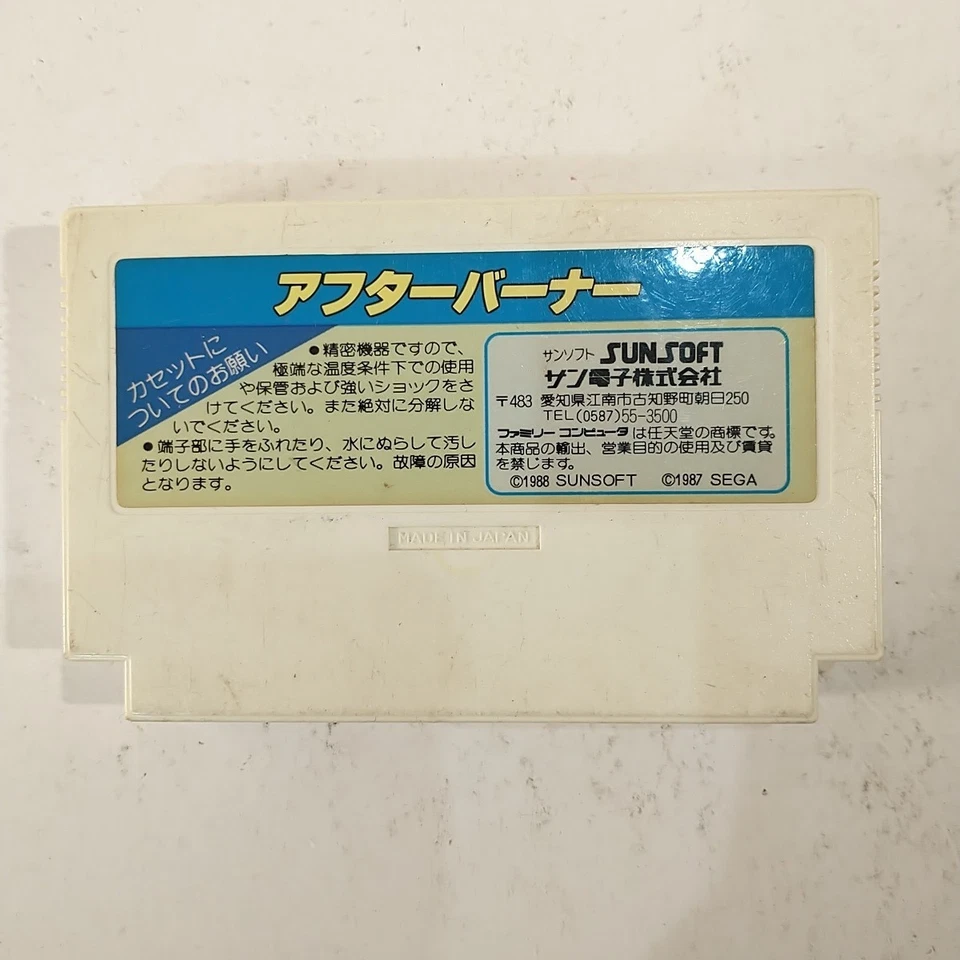 アフターバーナー
カセットに
ついてのお願い
●精密機器ですので、
極端な温度条件下での使用
や保管および強いショックをさ
けてください。また絶対に分解しな
いでください。
●端子部に手をふれたり、水にぬらして汚し
たりしないようにしてください。故障の原因
となります。
サンソフト SUNSOFT
サン電子株式会社
〒483 愛知県江南市古知野町朝日250
TEL(0587)55-3500
ファミリーコンピュータは任天堂の商標です。
本商品の輸出、営業目的の使用及び賃貸
を禁じます。
©1988 SUNSOFT ©1987 SEGA
MADE IN JAPAN